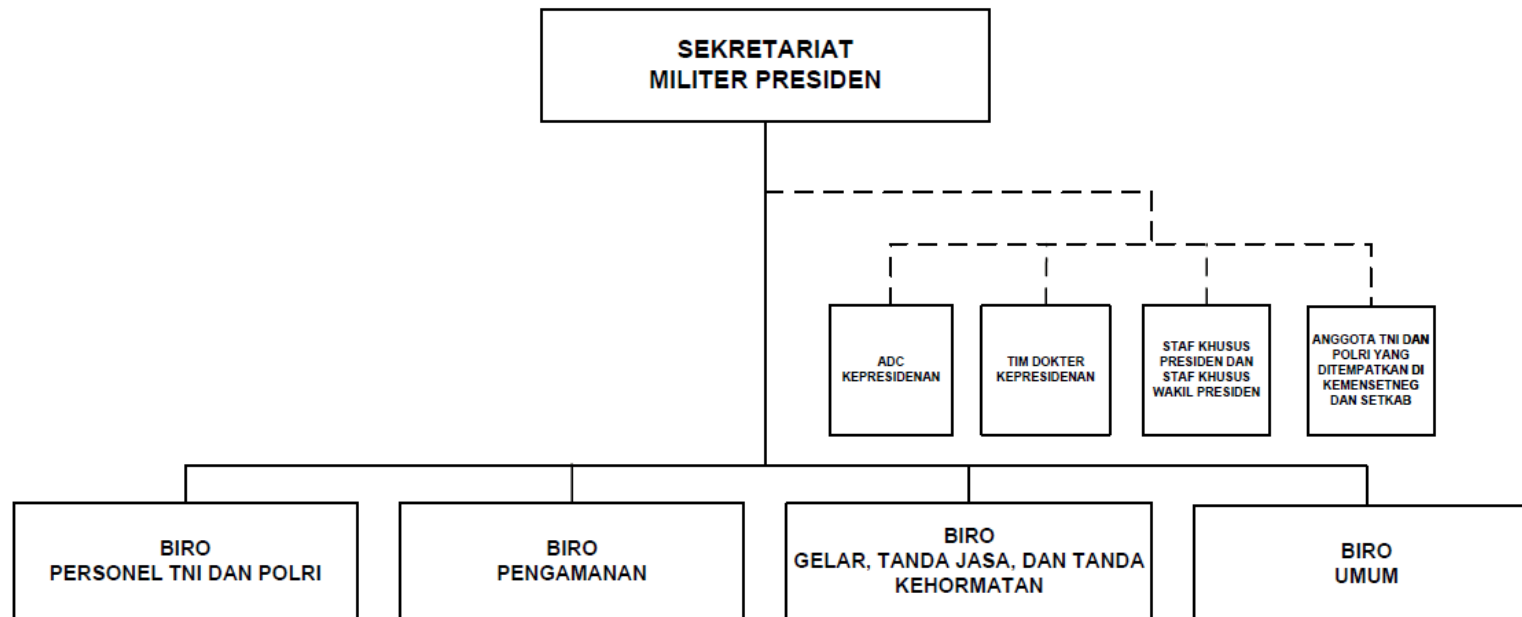 SEKRETARIAT
MILITER PRESIDEN
ADC
KEPRESIDENAN
TIM DOKTER
KEPRESIDENAN
STAF KHUSUS
PRESIDEN DAN
STAF KHUSUS
WAKIL PRESIDEN
ANGGOTA TNI DAN
POLRI YANG
DITEMPATKAN DI
KEMENSETNEG
DAN SETKAB
BIRO
PERSONEL TNI DAN POLRI
BIRO
PENGAMANAN
BIRO
GELAR, TANDA JASA, DAN TANDA
KEHORMATAN
BIRO
UMUM